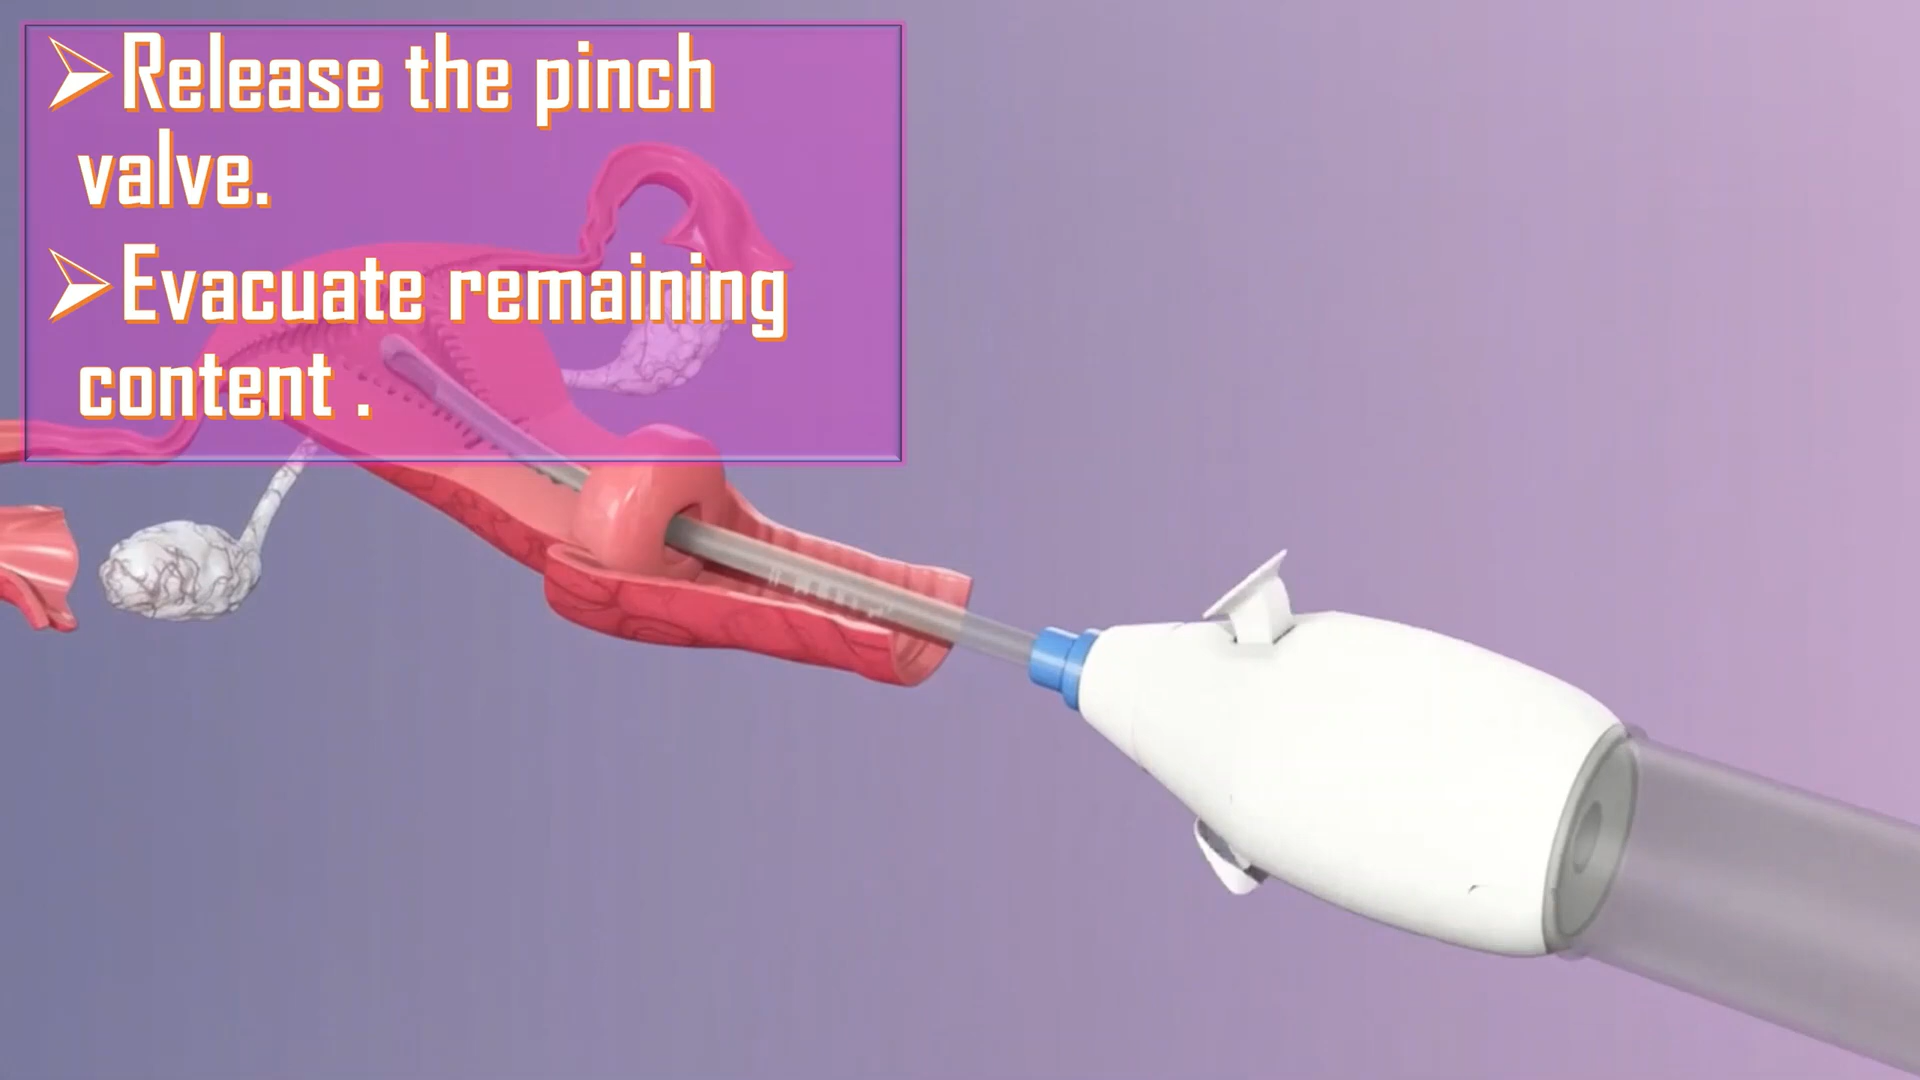 ➢Release the pinch
valve.
➢Evacuate remaining
content .